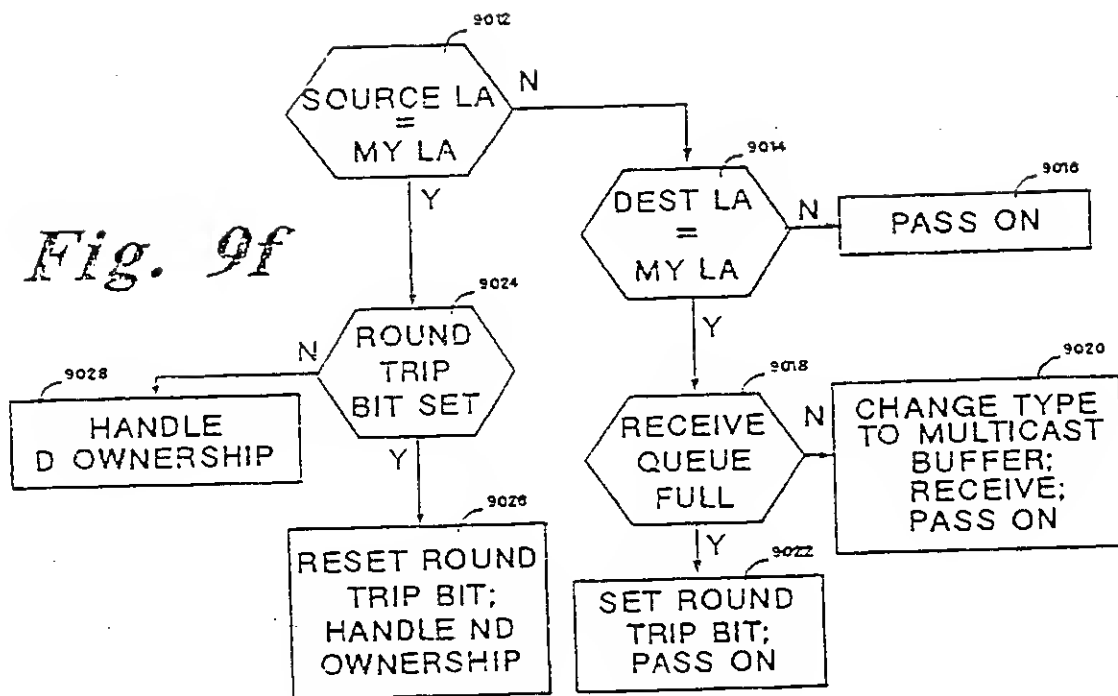 9012
SOURCE LA
=
MY LA
N
Y
9014
DEST LA
=
MY LA
N
Y
9016
PASS ON
Fig. 9f
9024
ROUND
TRIP
BIT SET
N
Y
9028
HANDLE
D OWNERSHIP
9018
RECEIVE
QUEUE
FULL
N
Y
9020
CHANGE TYPE
TO MULTICAST
BUFFER;
RECEIVE;
PASS ON
9026
RESET ROUND
TRIP BIT;
HANDLE ND
OWNERSHIP
9022
SET ROUND
TRIP BIT;
PASS ON